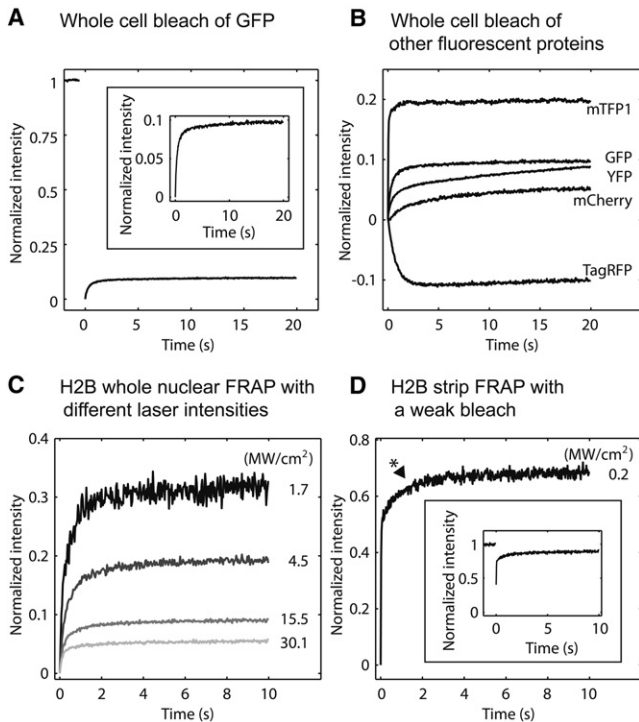 A Whole cell bleach of GFP
Normalized intensity
1
0.75
0.50
0.25
0
0 5 10 15 20
Time (s)
Normalized intensity
0.1
0.05
0
0 10 20
Time (s)
B Whole cell bleach of
other fluorescent proteins
Normalized intensity
0.2
0.1
0
-0.1
mTFP1
GFP
YFP
mCherry
TagRFP
0 5 10 15 20
Time (s)
C H2B whole nuclear FRAP with
different laser intensities
Normalized intensity
0.4
0.3
0.2
0.1
0
(MW/cm²)
1.7
4.5
15.5
30.1
0 2 4 6 8 10
Time (s)
D H2B strip FRAP with
a weak bleach
Normalized intensity
0.8
0.6
0.4
0.2
0
*
(MW/cm²)
0.2
Normalized intensity
1
0.5
0
0 5 10
Time (s)
0 2 4 6 8 10
Time (s)